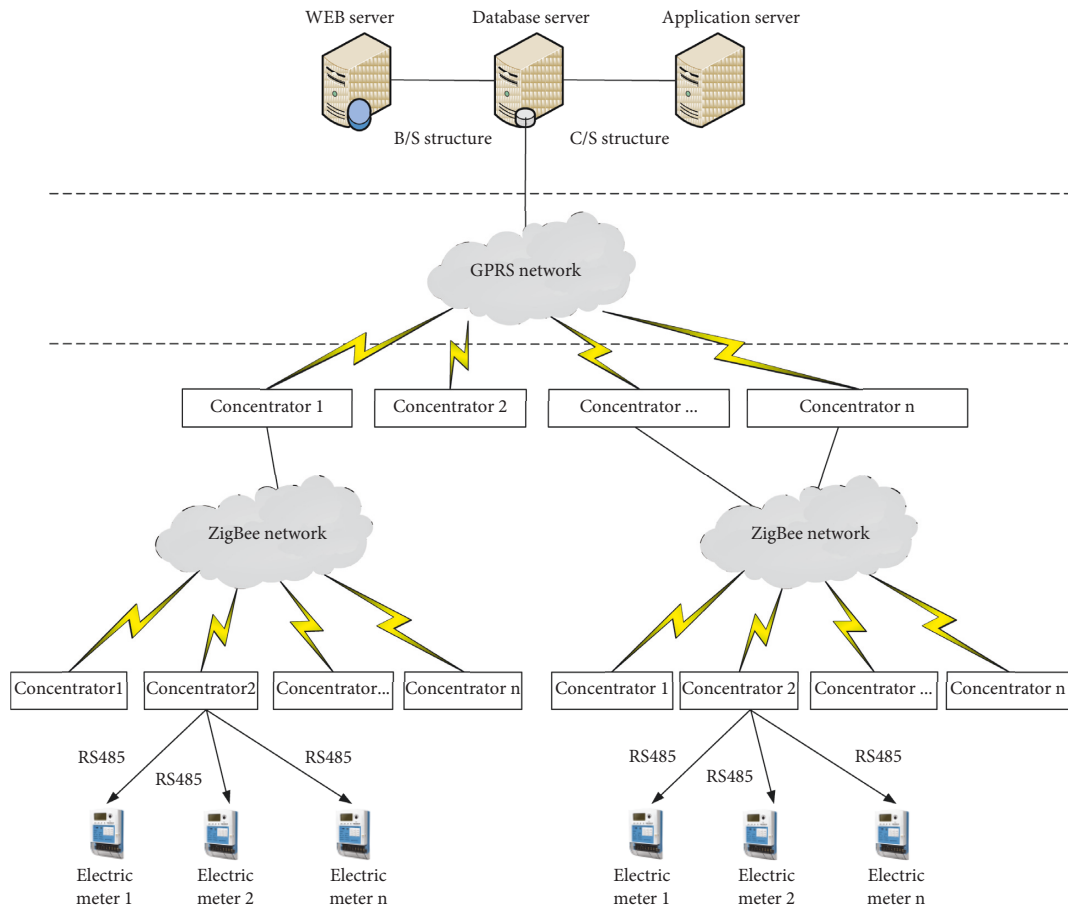 WEB server
Database server
Application server
B/S structure
C/S structure
GPRS network
Concentrator 1
Concentrator 2
Concentrator ...
Concentrator n
ZigBee network
ZigBee network
Concentrator1
Concentrator2
Concentrator...
Concentrator n
Concentrator 1
Concentrator 2
Concentrator ...
Concentrator n
RS485
RS485
RS485
RS485
RS485
RS485
Electric
meter 1
Electric
meter 2
Electric
meter n
Electric
meter 1
Electric
meter 2
Electric
meter n